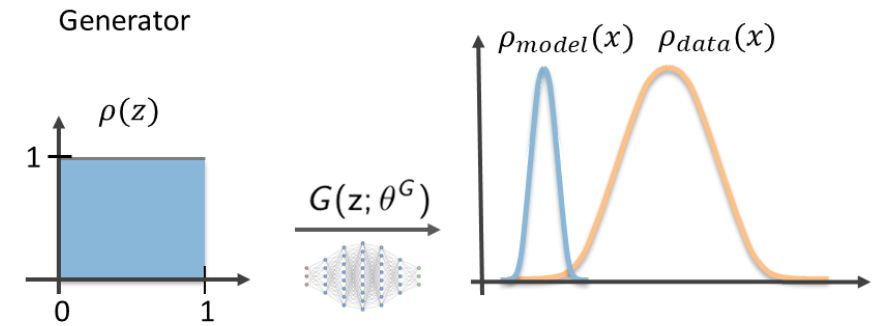 Generator
ρ(z)
1
0 1
G(z; θ^G)
ρ_model(x) ρ_data(x)